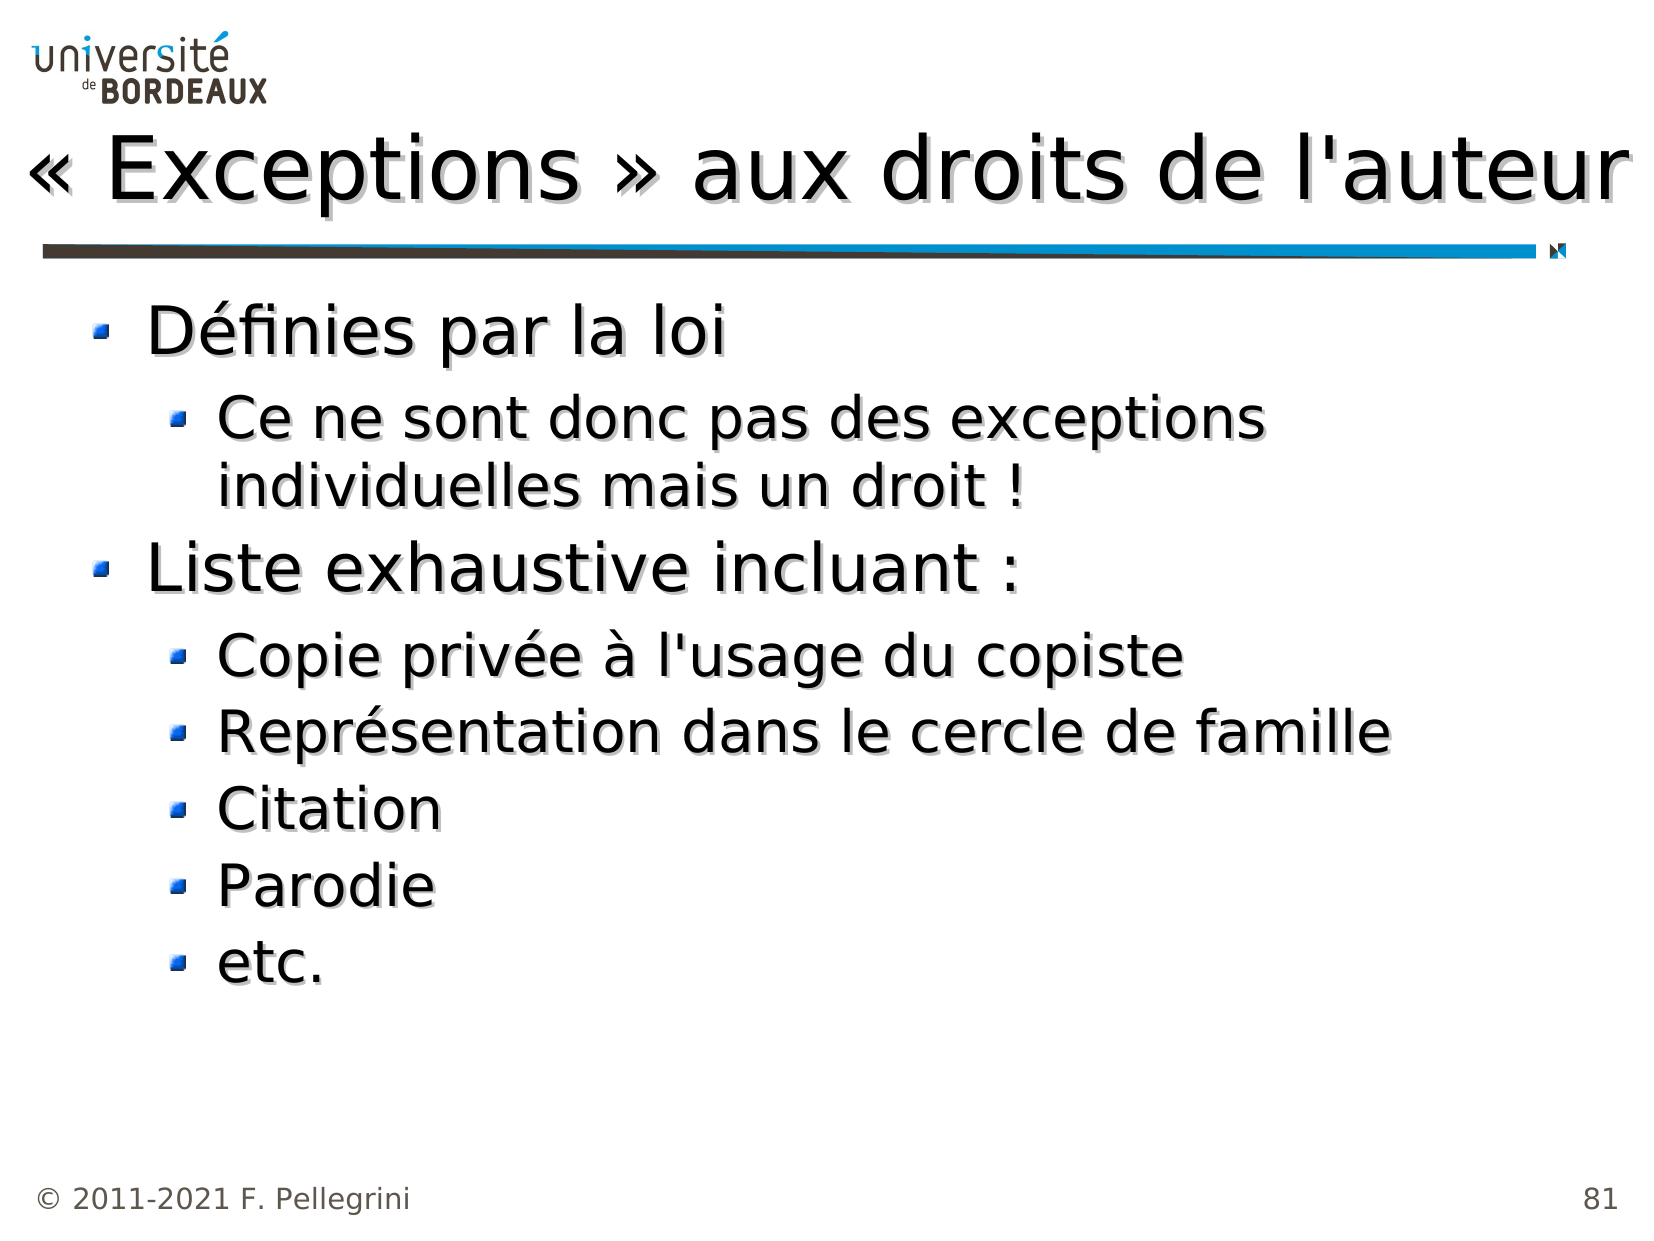 université
de BORDEAUX
« Exceptions » aux droits de l'auteur
Définies par la loi
Ce ne sont donc pas des exceptions
individuelles mais un droit !
Liste exhaustive incluant :
Copie privée à l'usage du copiste
Représentation dans le cercle de famille
Citation
Parodie
etc.
© 2011-2021 F. Pellegrini
81